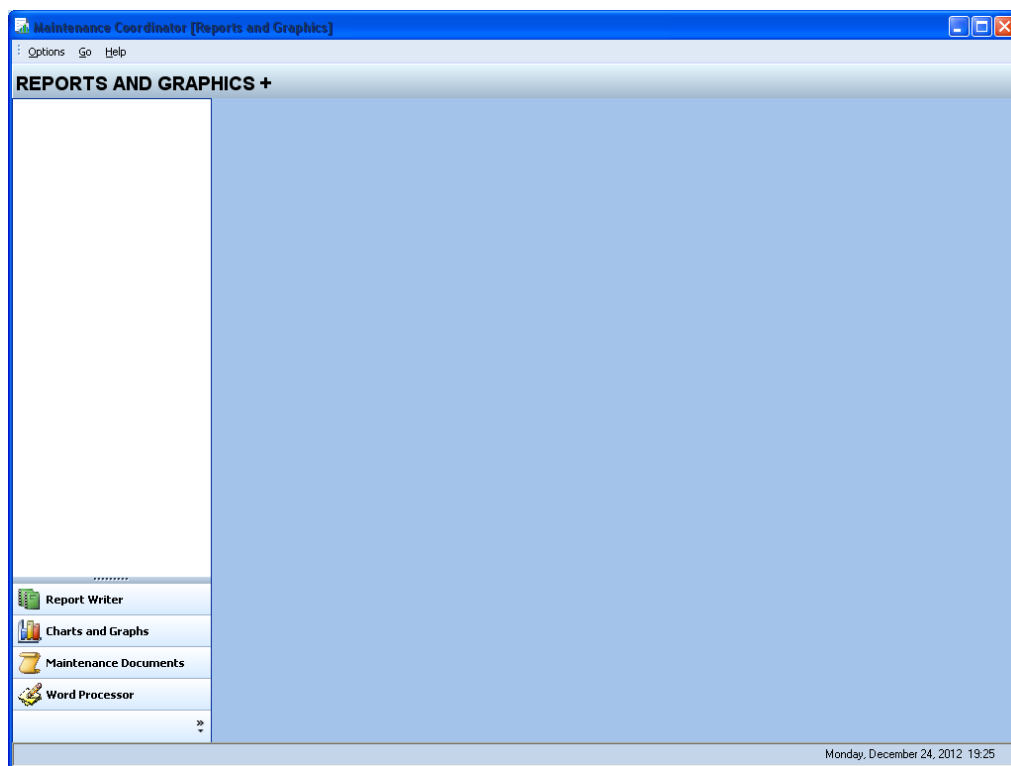 Maintenance Coordinator [Reports and Graphics]
Options Go Help
REPORTS AND GRAPHICS +
Report Writer
Charts and Graphs
Maintenance Documents
Word Processor
Monday, December 24, 2012 19:25